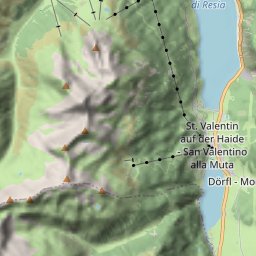 di Resia
St. Valentin
auf der Haide
- San Valentino
alla Muta
Dörfl - Mo